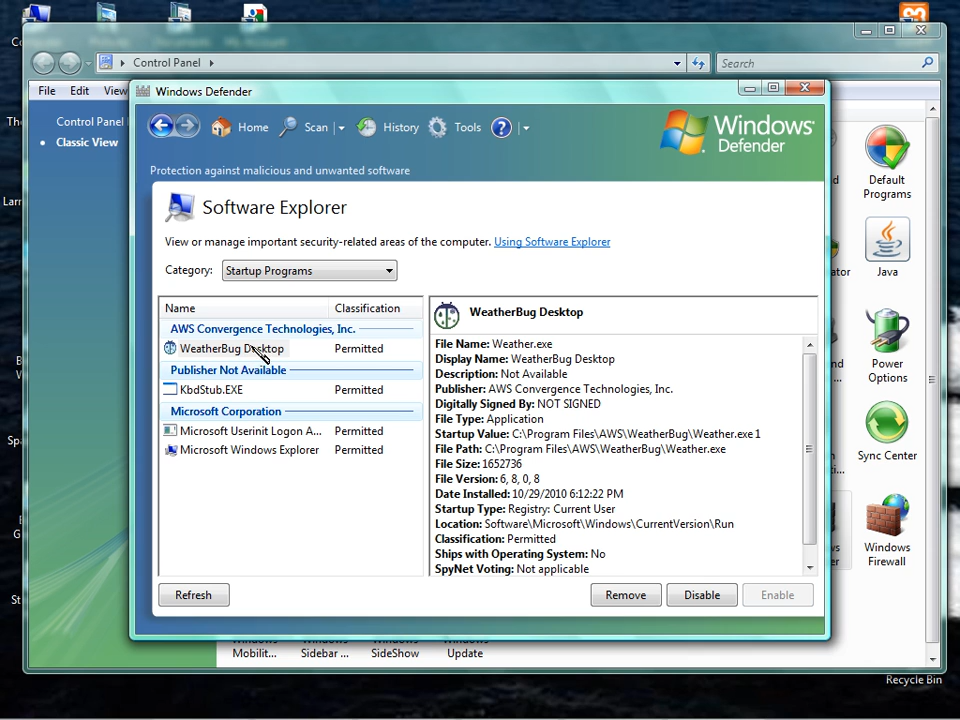 Control Panel
Search
File Edit View
Windows Defender
Control Panel
Classic View
Home Scan History Tools
Windows Defender
Protection against malicious and unwanted software
Software Explorer
View or manage important security-related areas of the computer. Using Software Explorer
Category: Startup Programs
Name Classification
AWS Convergence Technologies, Inc.
WeatherBug Desktop Permitted
Publisher Not Available
KbdStub.EXE Permitted
Microsoft Corporation
Microsoft Userinit Logon A... Permitted
Microsoft Windows Explorer Permitted
WeatherBug Desktop
File Name: Weather.exe
Display Name: WeatherBug Desktop
Description: Not Available
Publisher: AWS Convergence Technologies, Inc.
Digitally Signed By: NOT SIGNED
File Type: Application
Startup Value: C:\Program Files\AWS\WeatherBug\Weather.exe 1
File Path: C:\Program Files\AWS\WeatherBug\Weather.exe
File Size: 1652736
File Version: 6, 8, 0, 8
Date Installed: 10/29/2010 6:12:22 PM
Startup Type: Registry: Current User
Location: Software\Microsoft\Windows\CurrentVersion\Run
Classification: Permitted
Ships with Operating System: No
SpyNet Voting: Not applicable
Refresh Remove Disable Enable
Default
Programs
Java
Power
Options
Sync Center
Windows
Firewall
Mobilit... Sidebar ... SideShow Update
Recycle Bin